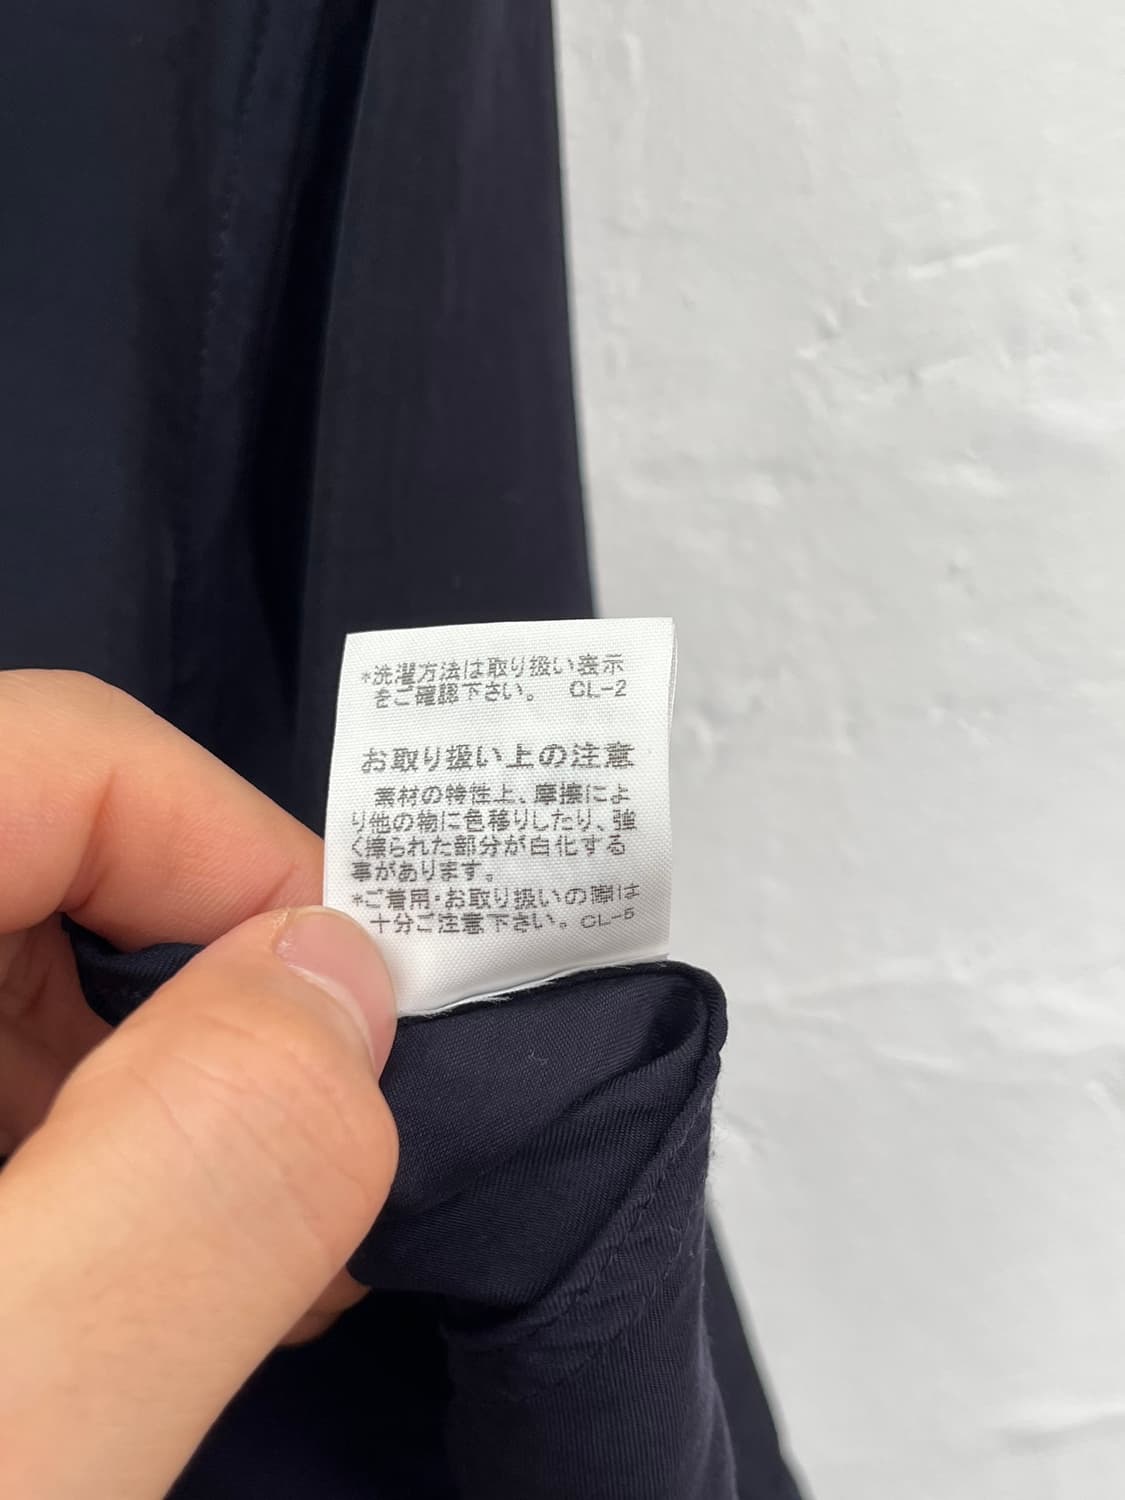 *洗濯方法は取り扱い表示
をご確認下さい。 CL-2
お取り扱い上の注意
素材の特性上、摩擦によ
り他の物に色移りしたり、強
く擦られた部分が白化する
事があります。
*ご着用・お取り扱いの際は
十分ご注意下さい。CL-5